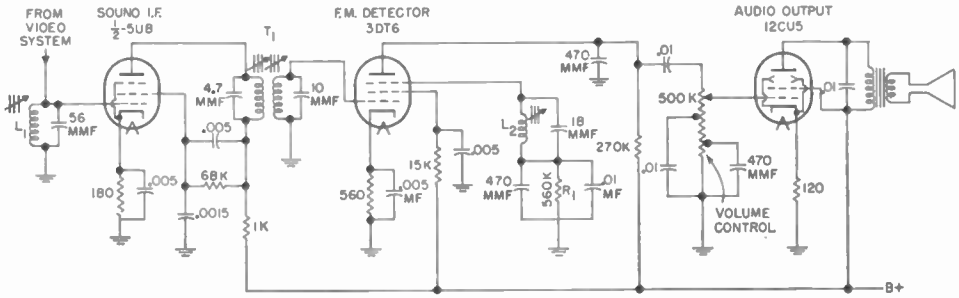 FROM
VIDEO
SYSTEM
SOUND I.F.
½-5U8
T1
F.M. DETECTOR
3DT6
AUDIO OUTPUT
12CU5
L1
56
MMF
4.7
MMF
10
MMF
.005
180
.005
68K
.0015
1K
560
.005
MF
15K
.005
470
MMF
L2
18
MMF
470
MMF
560K
R1
.01
MF
270K
.01
500K
.01
470
MMF
VOLUME
CONTROL
120
.01
B+